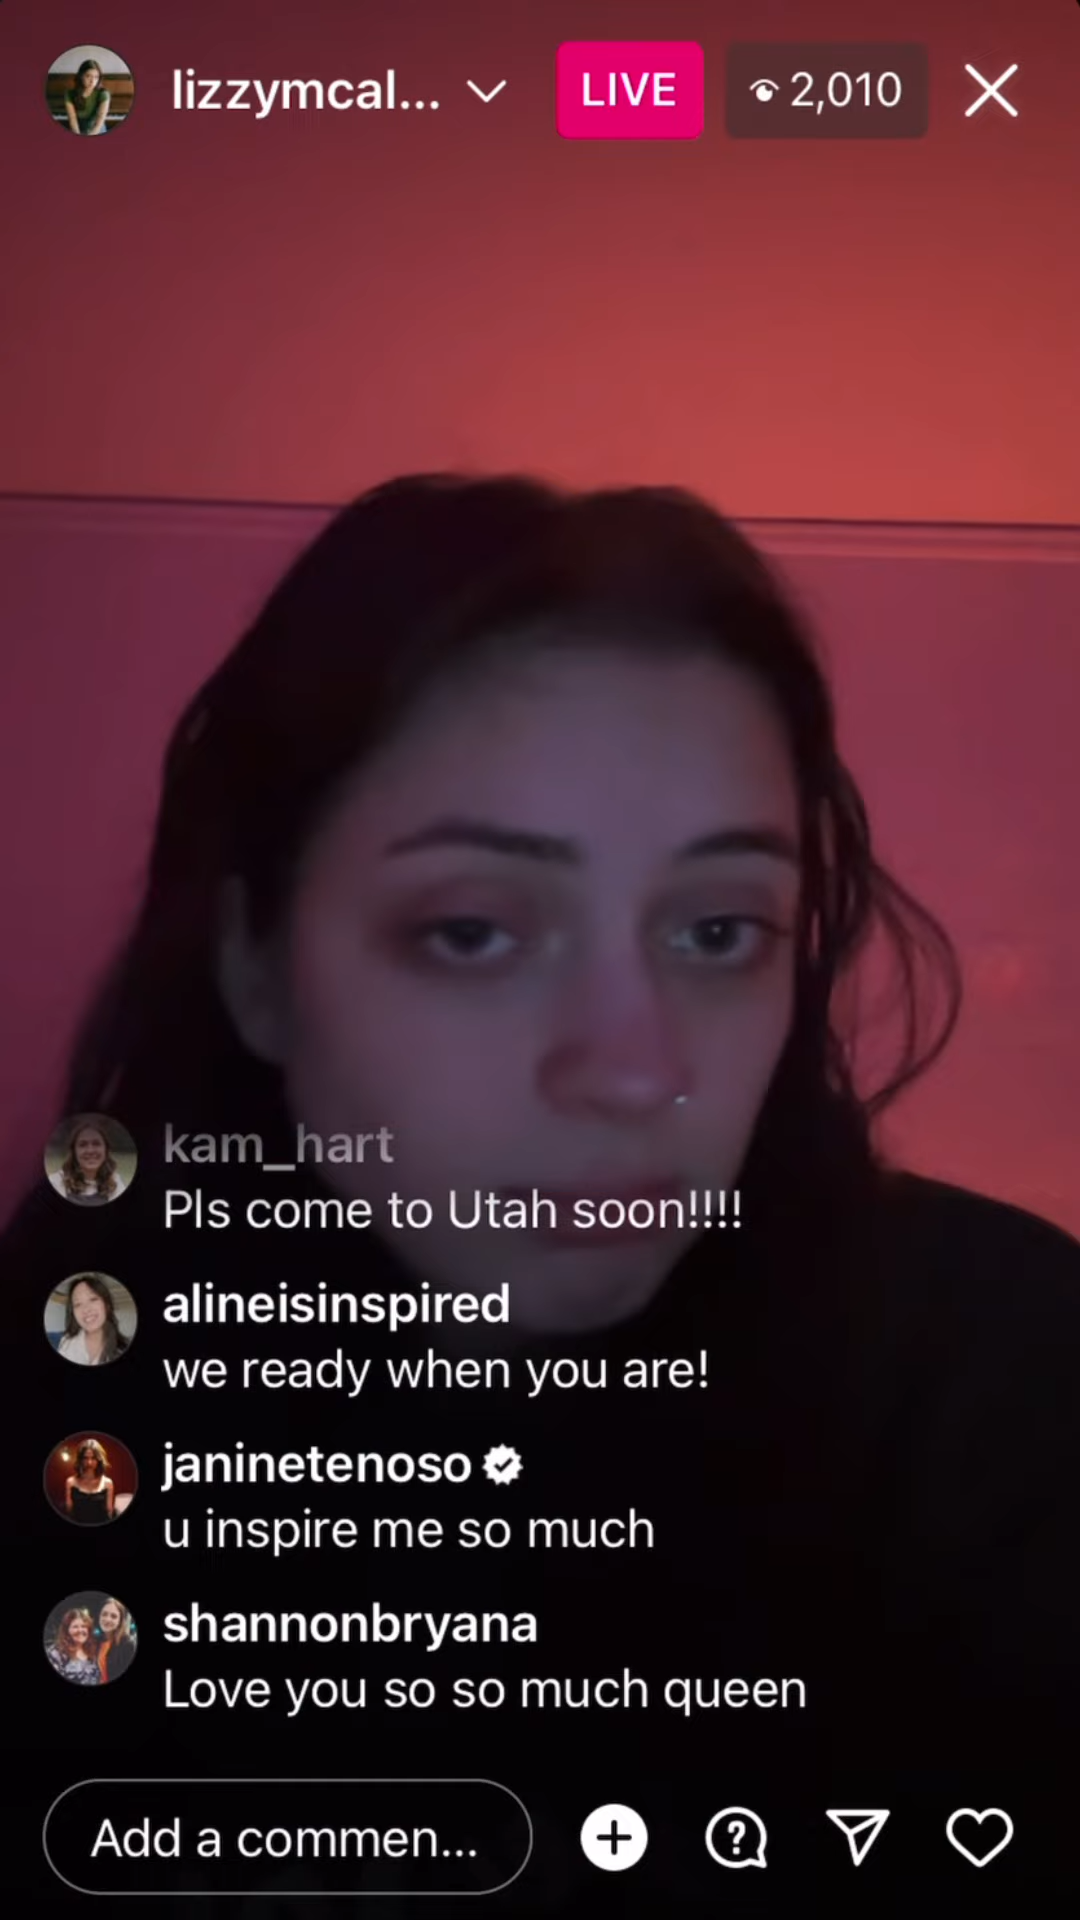 lizzymcal...
LIVE
2,010
kam_hart
Pls come to Utah soon!!!!
alineisinspired
we ready when you are!
janinetenoso
u inspire me so much
shannonbryana
Love you so so much queen
Add a commen...